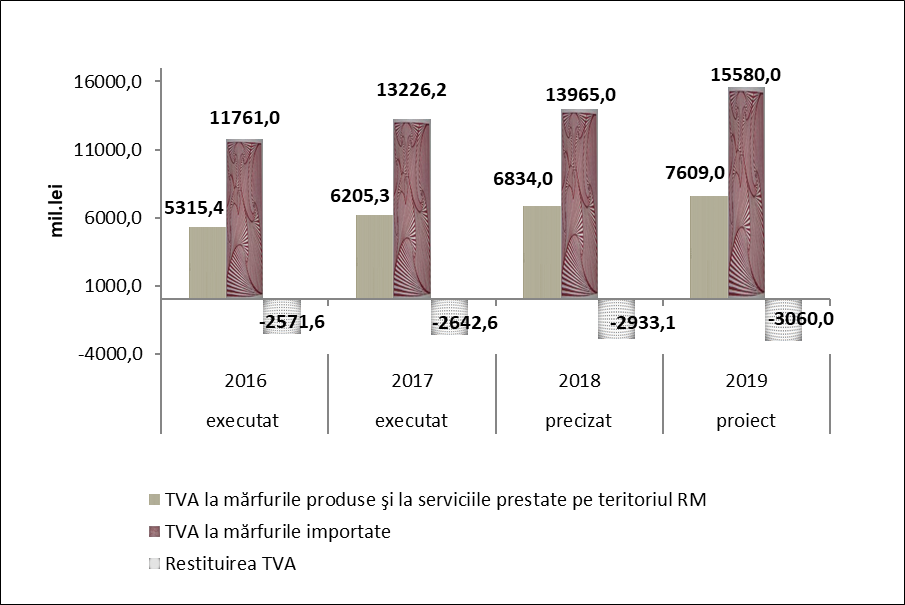 16000,0
11000,0
6000,0
1000,0
-4000,0
mil.lei
5315,4
11761,0
-2571,6
6205,3
13226,2
-2642,6
6834,0
13965,0
-2933,1
7609,0
15580,0
-3060,0
2016 2017 2018 2019
executat executat precizat proiect
TVA la mărfurile produse şi la serviciile prestate pe teritoriul RM
TVA la mărfurile importate
Restituirea TVA